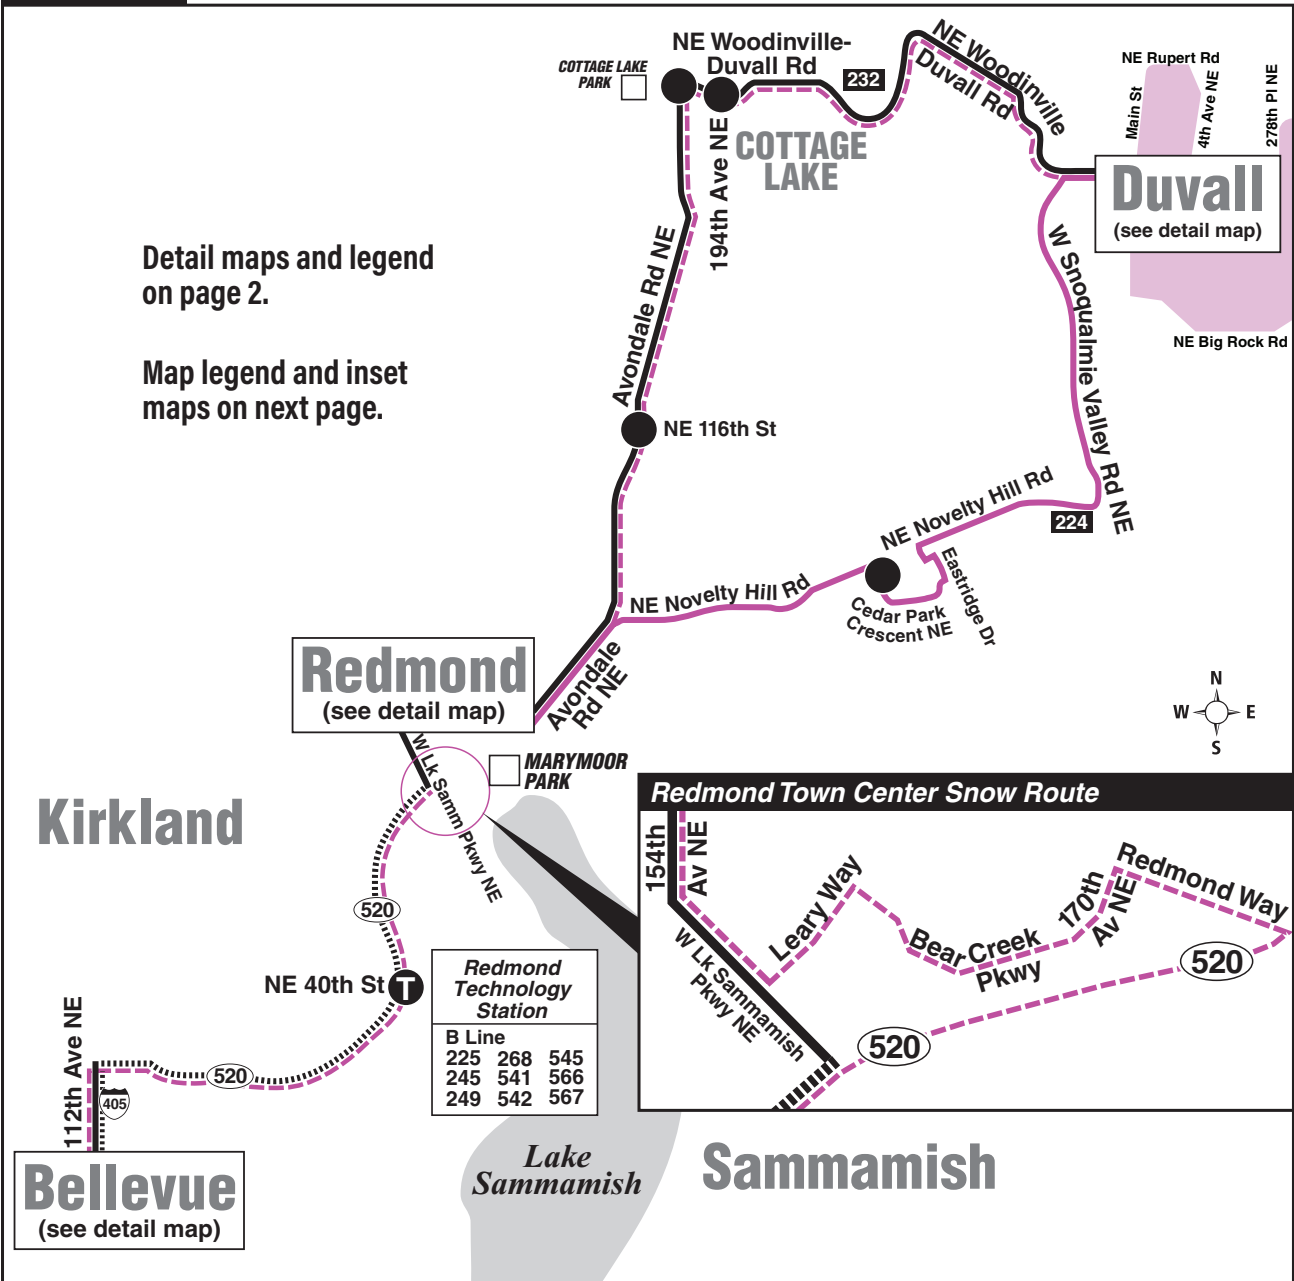 NE Woodinville-
Duvall Rd
COTTAGE LAKE
PARK
232
NE Woodinville
Duvall Rd
NE Rupert Rd
Main St
4th Ave NE
278th Pl NE
COTTAGE
LAKE
194th Ave NE
Duvall
(see detail map)
Detail maps and legend
on page 2.
Avondale Rd NE
W Snoqualmie Valley Rd NE
NE Big Rock Rd
Map legend and inset
maps on next page.
NE 116th St
NE Novelty Hill Rd
224
Eastridge Dr
NE Novelty Hill Rd
Cedar Park
Crescent NE
Redmond
(see detail map)
Avondale
Rd NE
N
W
E
S
W Lk Samm Pkwy NE
MARYMOOR
PARK
Kirkland
Redmond Town Center Snow Route
154th
Av NE
Leary Way
Redmond Way
170th
Av NE
Bear Creek
Pkwy
W Lk Sammamish
Pkwy NE
520
520
520
NE 40th St
T
Redmond
Technology
Station
B Line
225 268 545
245 541 566
249 542 567
112th Ave NE
520
405
Bellevue
(see detail map)
Lake
Sammamish
Sammamish